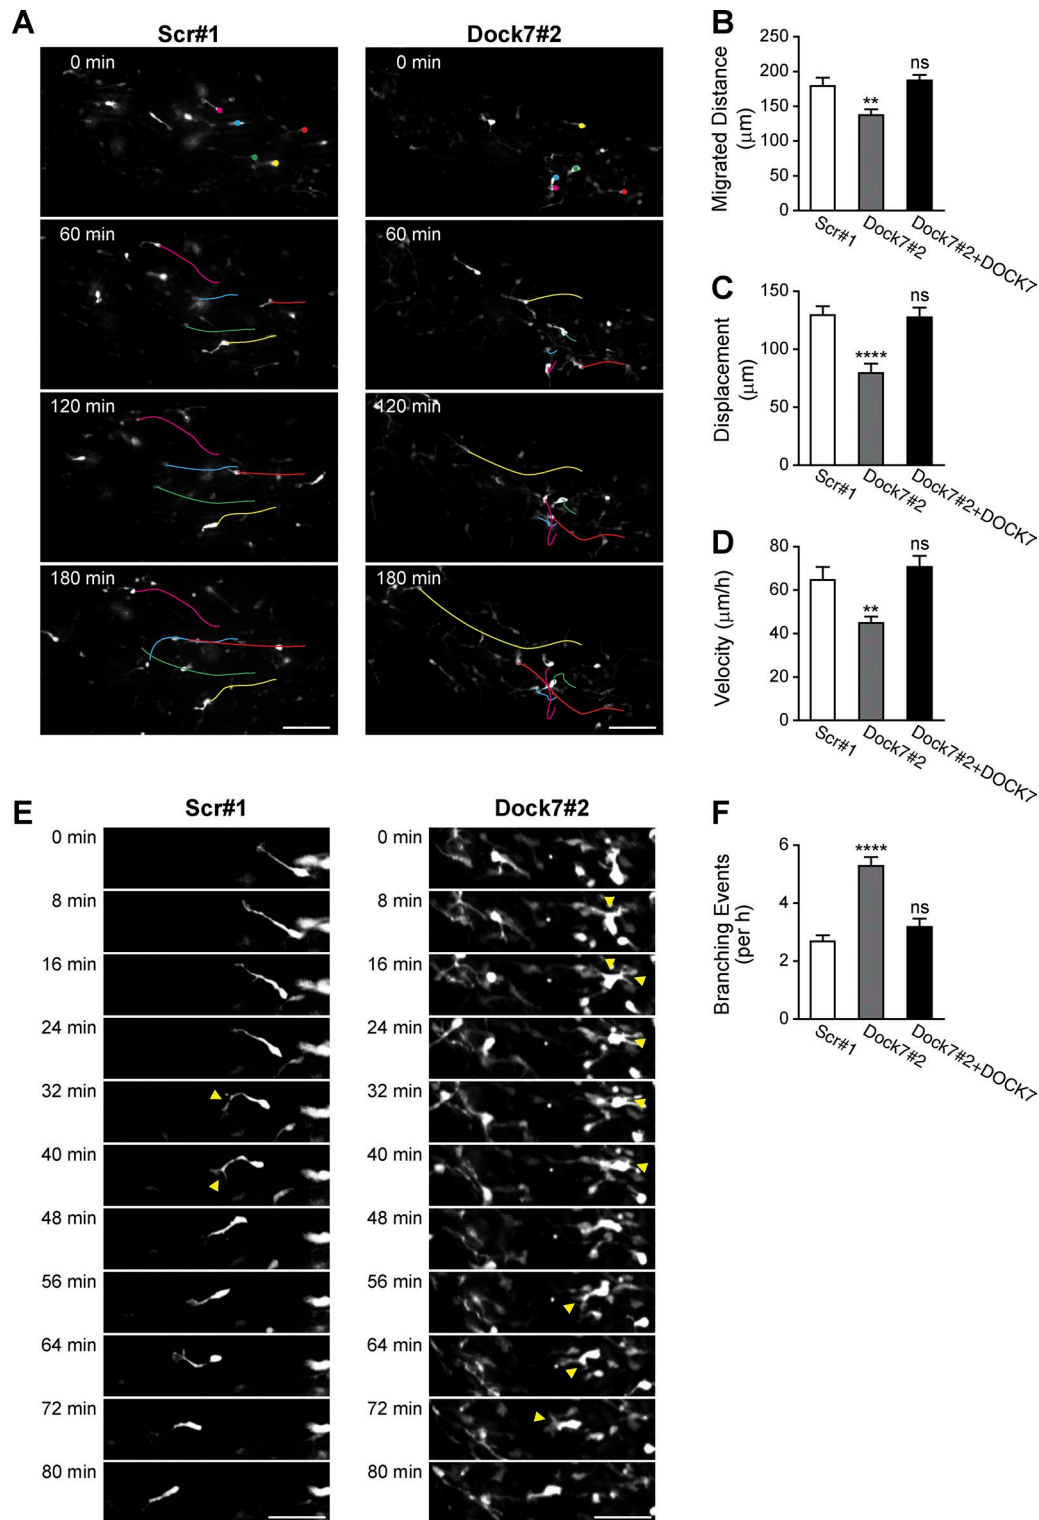 A
Scr#1
Dock7#2
0 min
0 min
60 min
60 min
120 min
120 min
180 min
180 min
B
Migrated Distance
(μm)
250
200
150
100
50
0
**
ns
Scr#1
Dock7#2
Dock7#2+DOCK7
C
Displacement
(μm)
150
100
50
0
****
ns
Scr#1
Dock7#2
Dock7#2+DOCK7
D
Velocity (μm/h)
80
60
40
20
0
**
ns
Scr#1
Dock7#2
Dock7#2+DOCK7
E
Scr#1
Dock7#2
0 min
0 min
8 min
8 min
16 min
16 min
24 min
24 min
32 min
32 min
40 min
40 min
48 min
48 min
56 min
56 min
64 min
64 min
72 min
72 min
80 min
80 min
F
Branching Events
(per h)
6
4
2
0
****
ns
Scr#1
Dock7#2
Dock7#2+DOCK7